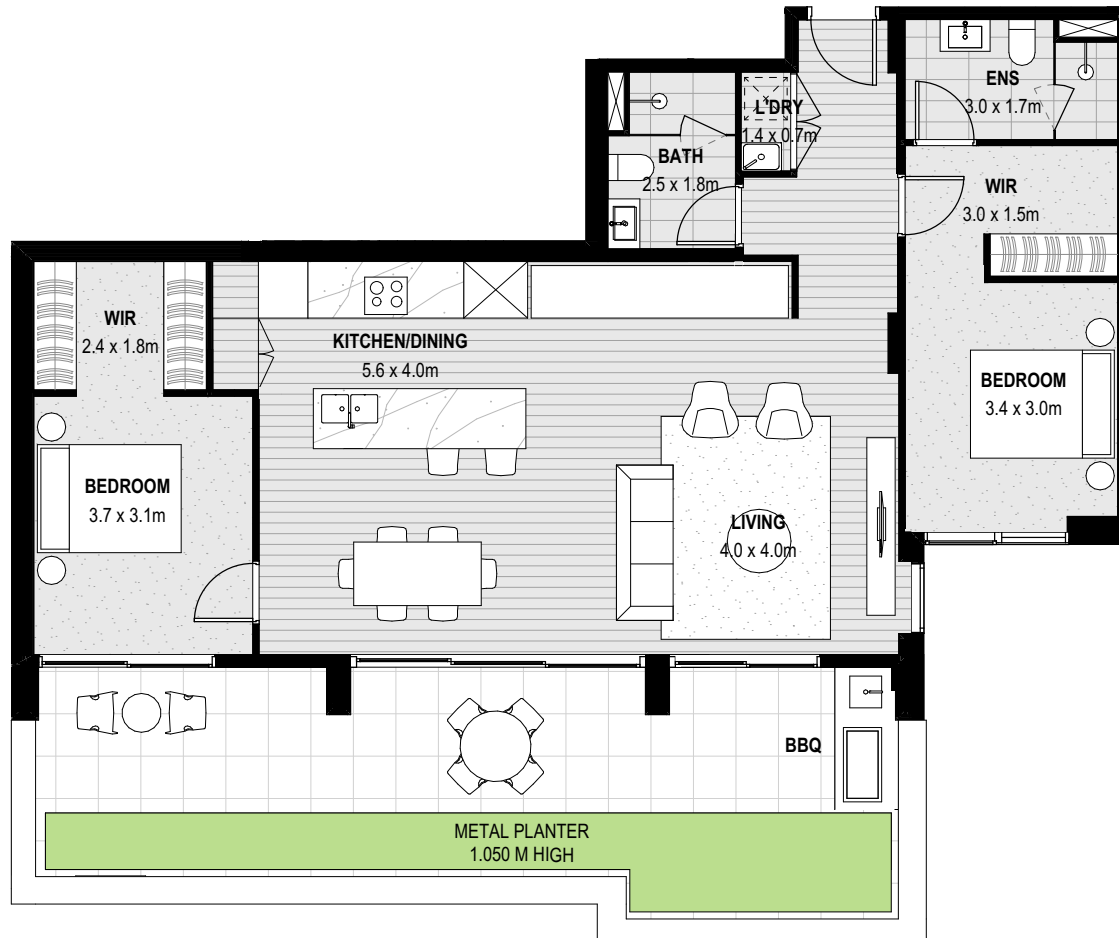 ENS
3.0 x 1.7m
L'DRY
1.4 x 0.7m
BATH
2.5 x 1.8m
WIR
3.0 x 1.5m
WIR
2.4 x 1.8m
KITCHEN/DINING
5.6 x 4.0m
BEDROOM
3.4 x 3.0m
BEDROOM
3.7 x 3.1m
LIVING
4.0 x 4.0m
BBQ
METAL PLANTER
1.050 M HIGH